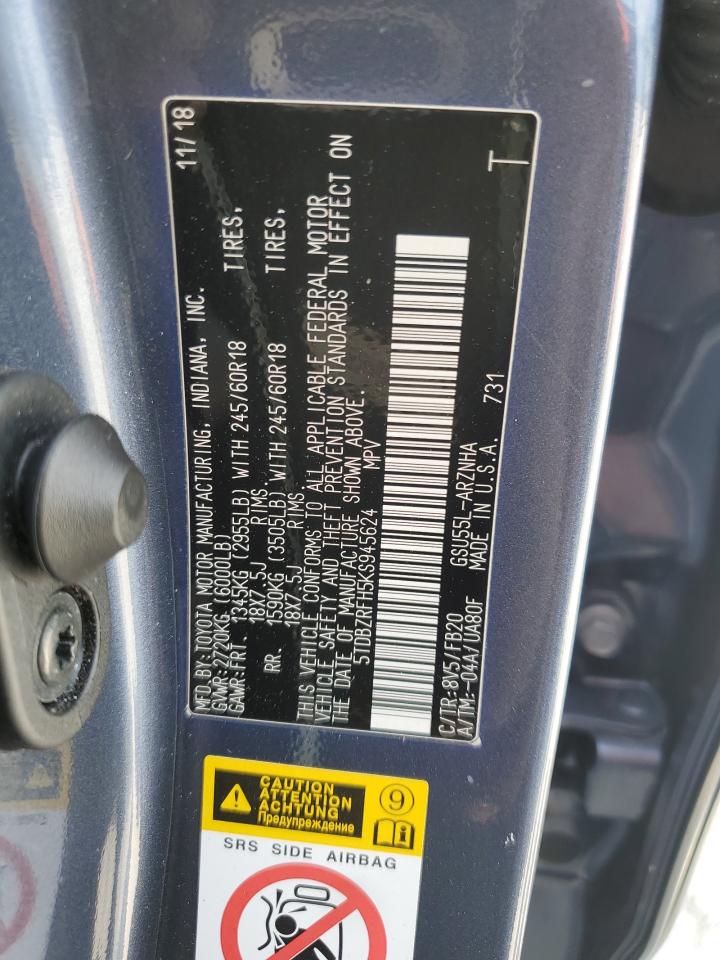 MFD. BY: TOYOTA MOTOR MANUFACTURING, INDIANA, INC. 11/18
GVWR: 2720KG (6000LB)
GAWR: FRT. 1345KG (2955LB) WITH 245/60R18 TIRES,
18X7.5J RIMS
RR. 1590KG (3505LB) WITH 245/60R18 TIRES,
18X7.5J RIMS
THIS VEHICLE CONFORMS TO ALL APPLICABLE FEDERAL MOTOR
VEHICLE SAFETY AND THEFT PREVENTION STANDARDS IN EFFECT ON
THE DATE OF MANUFACTURE SHOWN ABOVE.
5TDBZRFH5KS945624 MPV
T
C/TR: 8V5/FB20 GSU55L-ARZNHA 731
A/TM: -04A/UA80F MADE IN U.S.A.
CAUTION
ATTENTION
ACHTUNG
Предупреждение
9
i
SRS SIDE AIRBAG